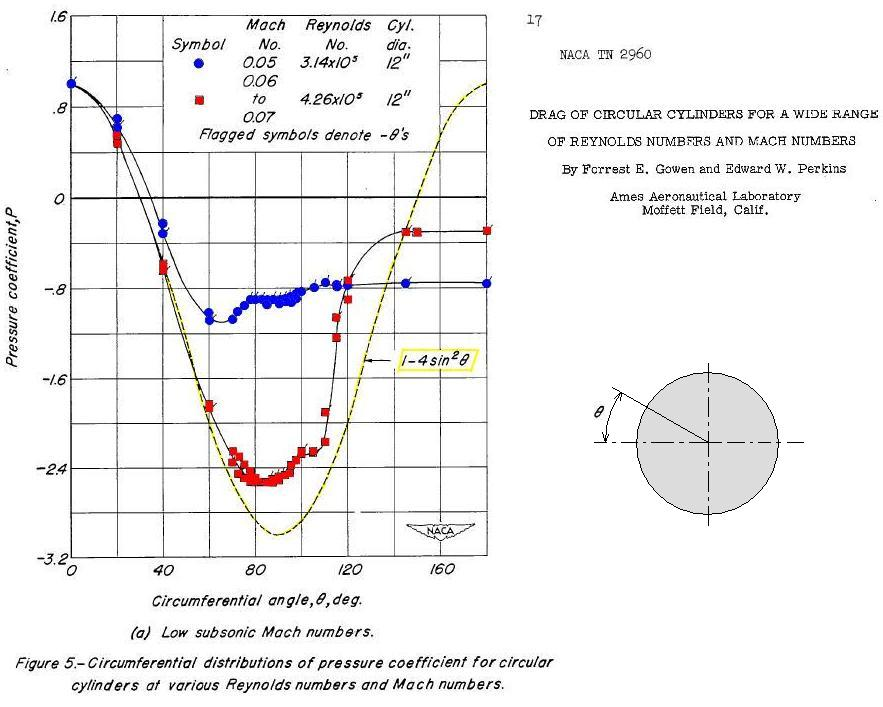 1.6
.8
0
-.8
-1.6
-2.4
-3.2
0
40
80
120
160
Pressure coefficient,P
Circumferential angle,θ,deg.
Mach Reynolds Cyl.
Symbol No. No. dia.
0.05 3.14x10⁵ 12"
0.06
to 4.26x10⁵ 12"
0.07
Flagged symbols denote -θ's
1-4sin²θ
NACA
(a) Low subsonic Mach numbers.
Figure 5.-Circumferential distributions of pressure coefficient for circular
cylinders at various Reynolds numbers and Mach numbers.
17
NACA TN 2960
DRAG OF CIRCULAR CYLINDERS FOR A WIDE RANGE
OF REYNOLDS NUMBERS AND MACH NUMBERS
By Forrest E. Gowen and Edward W. Perkins
Ames Aeronautical Laboratory
Moffett Field, Calif.
θ